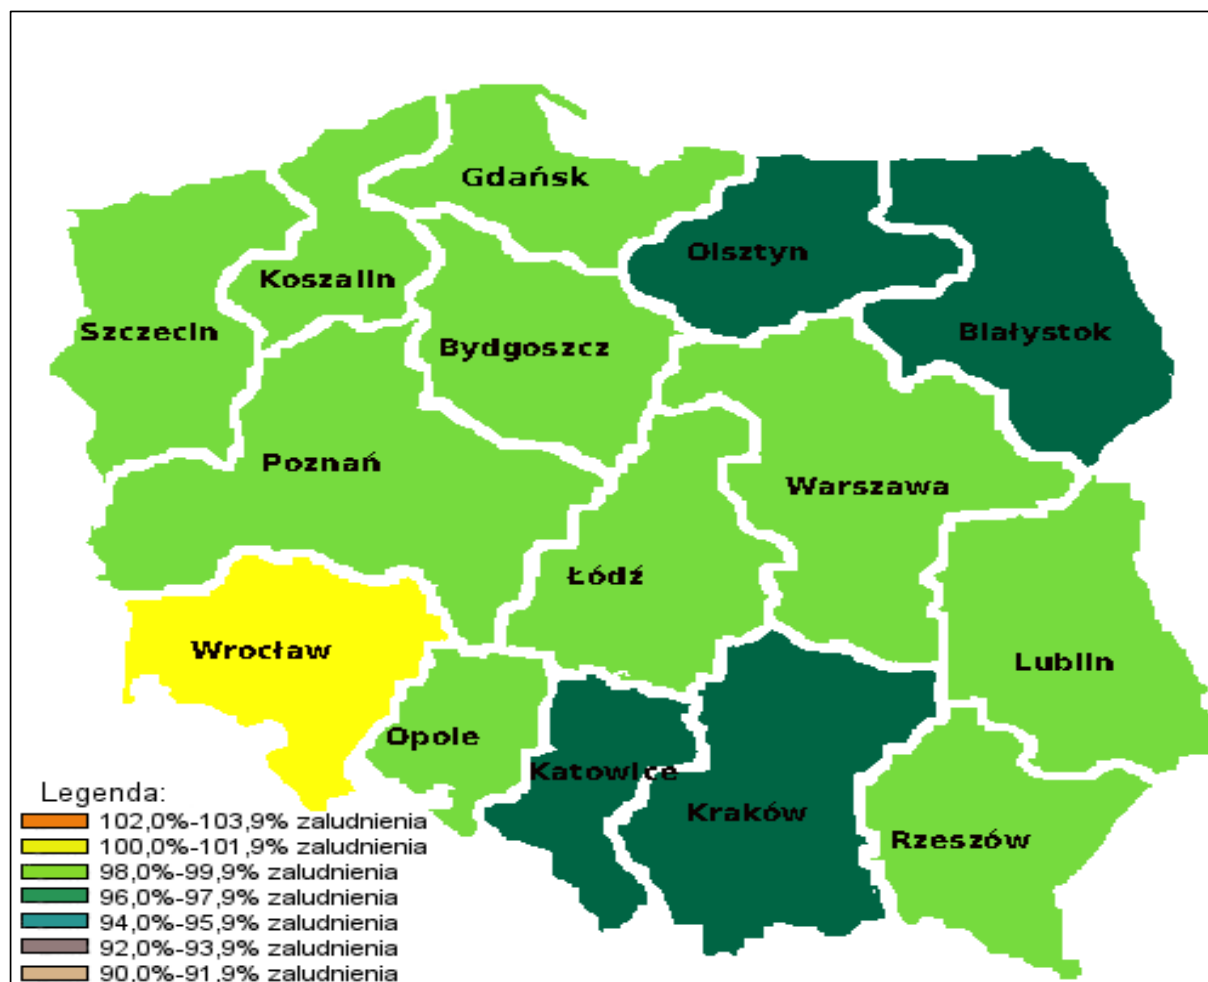 Gdańsk
Olsztyn
Koszalin
Szczecin
Białystok
Bydgoszcz
Poznań
Warszawa
Łódź
Wrocław
Lublin
Opole
Katowice
Kraków
Rzeszów
Legenda:
102,0%-103,9% zaludnienia
100,0%-101,9% zaludnienia
98,0%-99,9% zaludnienia
96,0%-97,9% zaludnienia
94,0%-95,9% zaludnienia
92,0%-93,9% zaludnienia
90,0%-91,9% zaludnienia